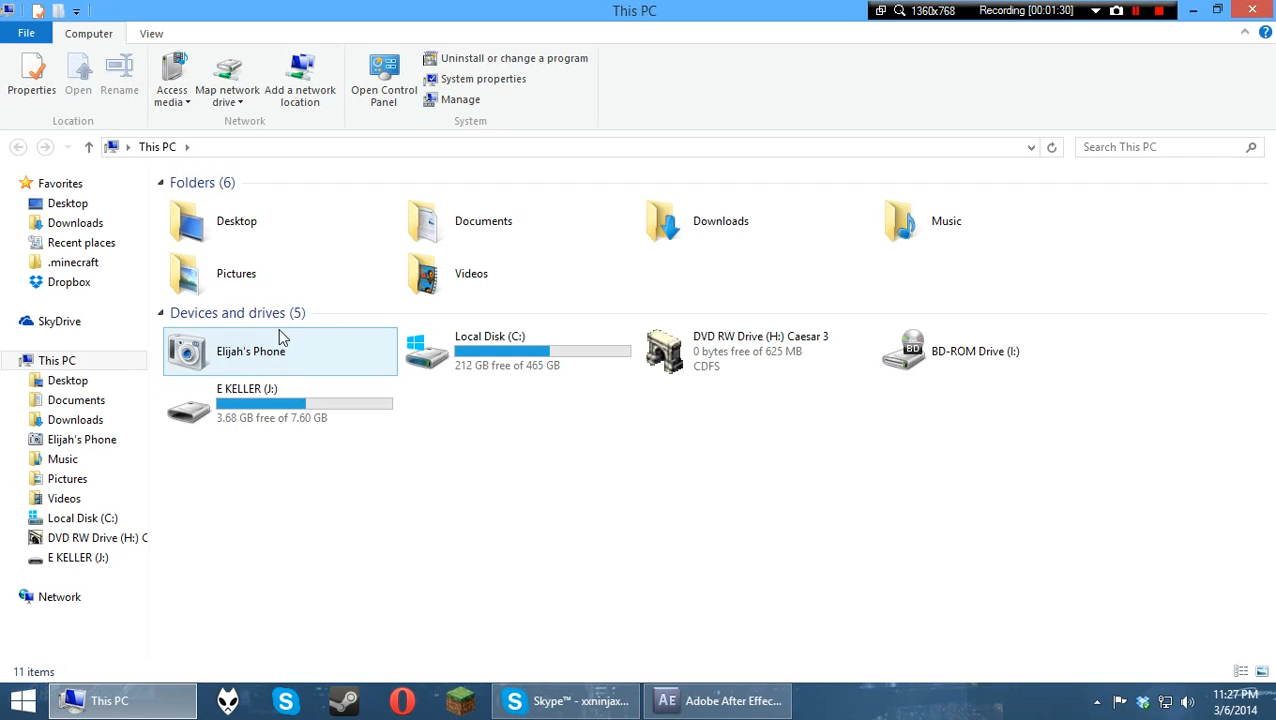 This PC
1360x768
Recording [00:01:30]
File
Computer
View
Properties
Open
Rename
Access media
Map network drive
Add a network location
Open Control Panel
Uninstall or change a program
System properties
Manage
Location
Network
System
This PC
Search This PC
Favorites
Desktop
Downloads
Recent places
.minecraft
Dropbox
SkyDrive
This PC
Desktop
Documents
Downloads
Elijah's Phone
Music
Pictures
Videos
Local Disk (C:)
DVD RW Drive (H:) C
E KELLER (J:)
Network
Folders (6)
Desktop
Documents
Downloads
Music
Pictures
Videos
Devices and drives (5)
Elijah's Phone
Local Disk (C:)
212 GB free of 465 GB
DVD RW Drive (H:) Caesar 3
0 bytes free of 625 MB
CDFS
BD
BD-ROM Drive (I:)
E KELLER (J:)
3.68 GB free of 7.60 GB
11 items
This PC
Skype™ - xxninjax...
AE
Adobe After Effec...
11:27 PM
3/6/2014